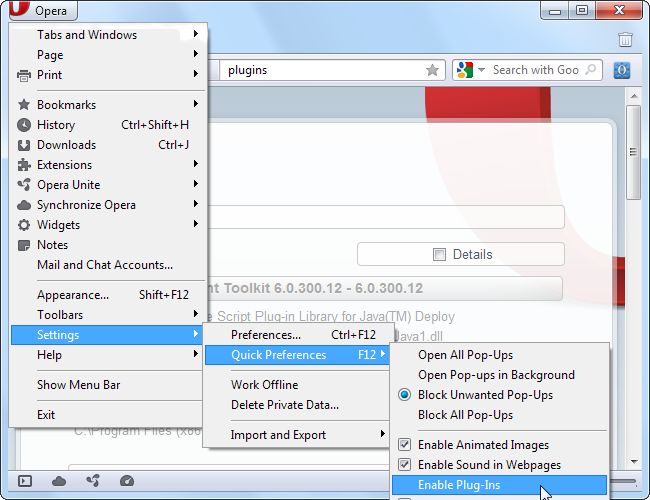 Opera
Tabs and Windows
Page
Print
Bookmarks
History Ctrl+Shift+H
Downloads Ctrl+J
Extensions
Opera Unite
Synchronize Opera
Widgets
Notes
Mail and Chat Accounts...
Appearance... Shift+F12
Toolbars
Settings
Help
Show Menu Bar
Exit
plugins
Search with Goo
Details
nt Toolkit 6.0.300.12 - 6.0.300.12
e Script Plug-in Library for Java(TM) Deploy
Java1.dll
Preferences... Ctrl+F12
Quick Preferences F12
Work Offline
Delete Private Data...
Import and Export
C:\Program Files (x86
Open All Pop-Ups
Open Pop-ups in Background
Block Unwanted Pop-Ups
Block All Pop-Ups
Enable Animated Images
Enable Sound in Webpages
Enable Plug-Ins